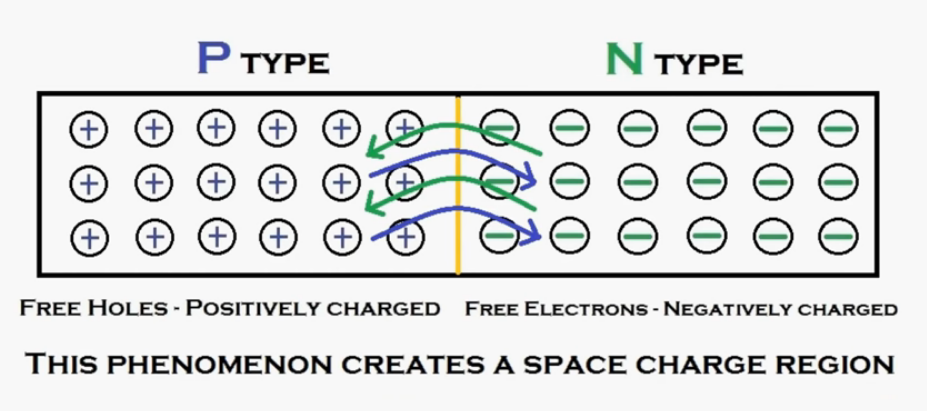 P TYPE
N TYPE
FREE HOLES - POSITIVELY CHARGED
FREE ELECTRONS - NEGATIVELY CHARGED
THIS PHENOMENON CREATES A SPACE CHARGE REGION